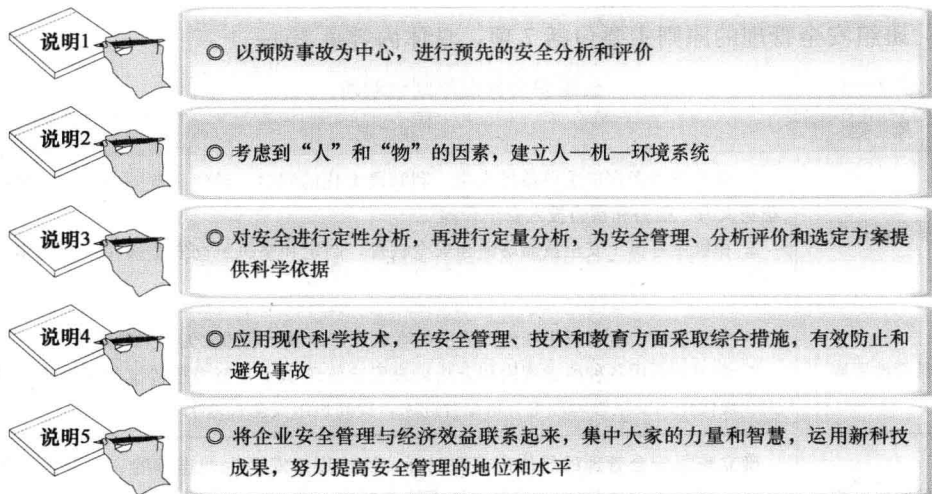 说明1
◎ 以预防事故为中心，进行预先的安全分析和评价
说明2
◎ 考虑到“人”和“物”的因素，建立人—机—环境系统
说明3
◎ 对安全进行定性分析，再进行定量分析，为安全管理、分析评价和选定方案提
供科学依据
说明4
◎ 应用现代科学技术，在安全管理、技术和教育方面采取综合措施，有效防止和
避免事故
说明5
◎ 将企业安全管理与经济效益联系起来，集中大家的力量和智慧，运用新科技
成果，努力提高安全管理的地位和水平